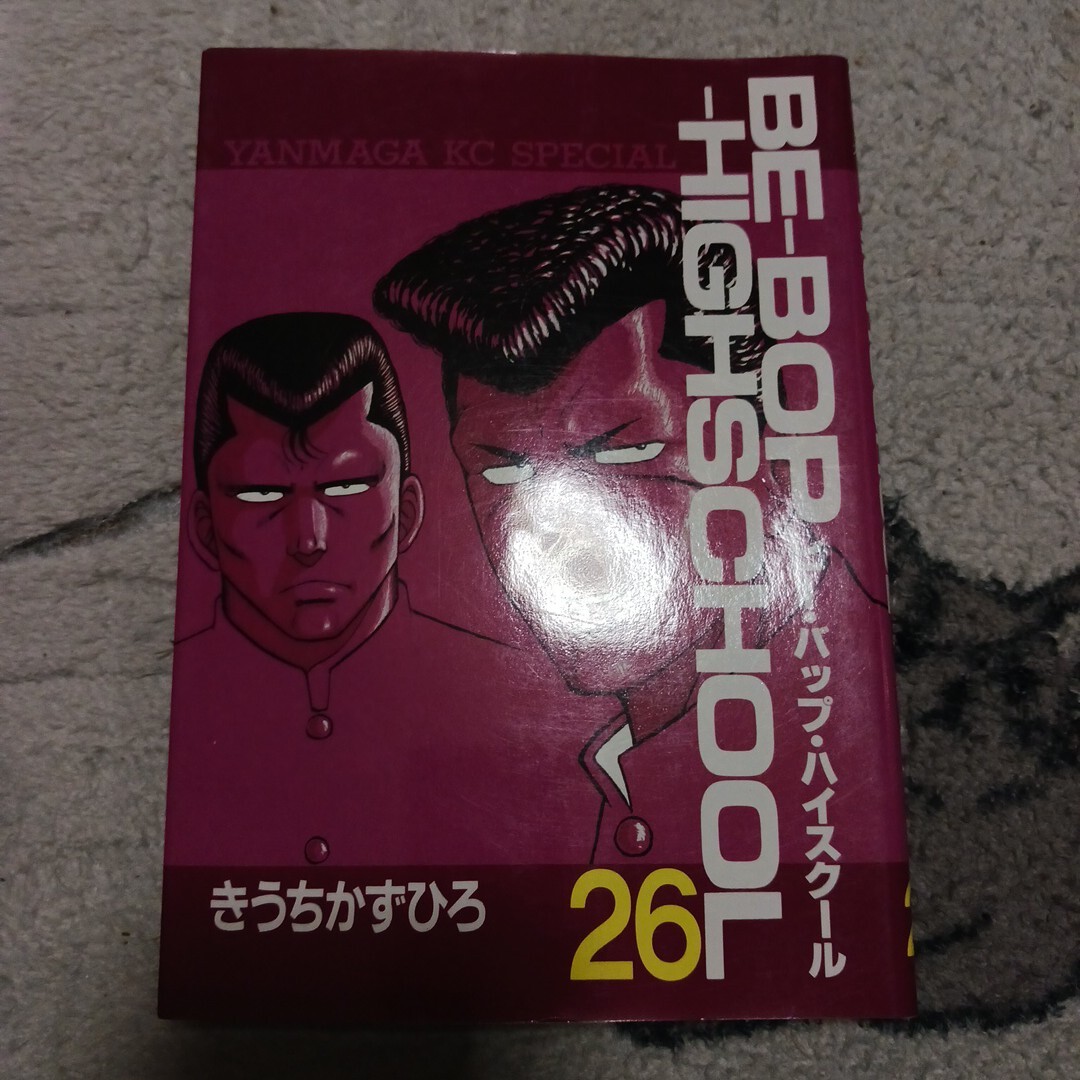 YANMAGA KC SPECIAL
BE-BOP
-HIGHSCHOOL
・バップ・ハイスクール
26
きうちかずひろ